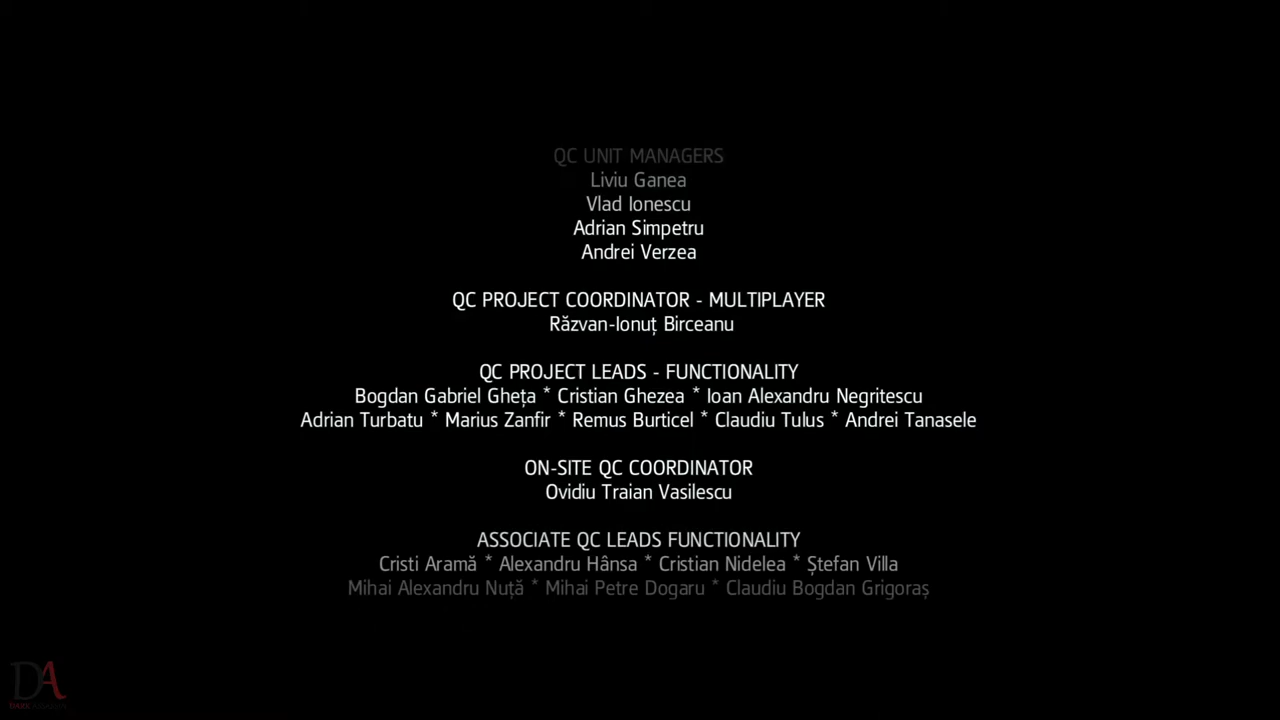 QC UNIT MANAGERS
Liviu Ganea
Vlad Ionescu
Adrian Simpetru
Andrei Verzea
QC PROJECT COORDINATOR - MULTIPLAYER
Răzvan-Ionuț Birceanu
QC PROJECT LEADS - FUNCTIONALITY
Bogdan Gabriel Gheța * Cristian Ghezea * Ioan Alexandru Negritescu
Adrian Turbatu * Marius Zanfir * Remus Burticel * Claudiu Tulus * Andrei Tanasele
ON-SITE QC COORDINATOR
Ovidiu Traian Vasilescu
ASSOCIATE QC LEADS FUNCTIONALITY
Cristi Aramă * Alexandru Hânsa * Cristian Nidelea * Ștefan Villa
Mihai Alexandru Nuță * Mihai Petre Dogaru * Claudiu Bogdan Grigoraș
DA